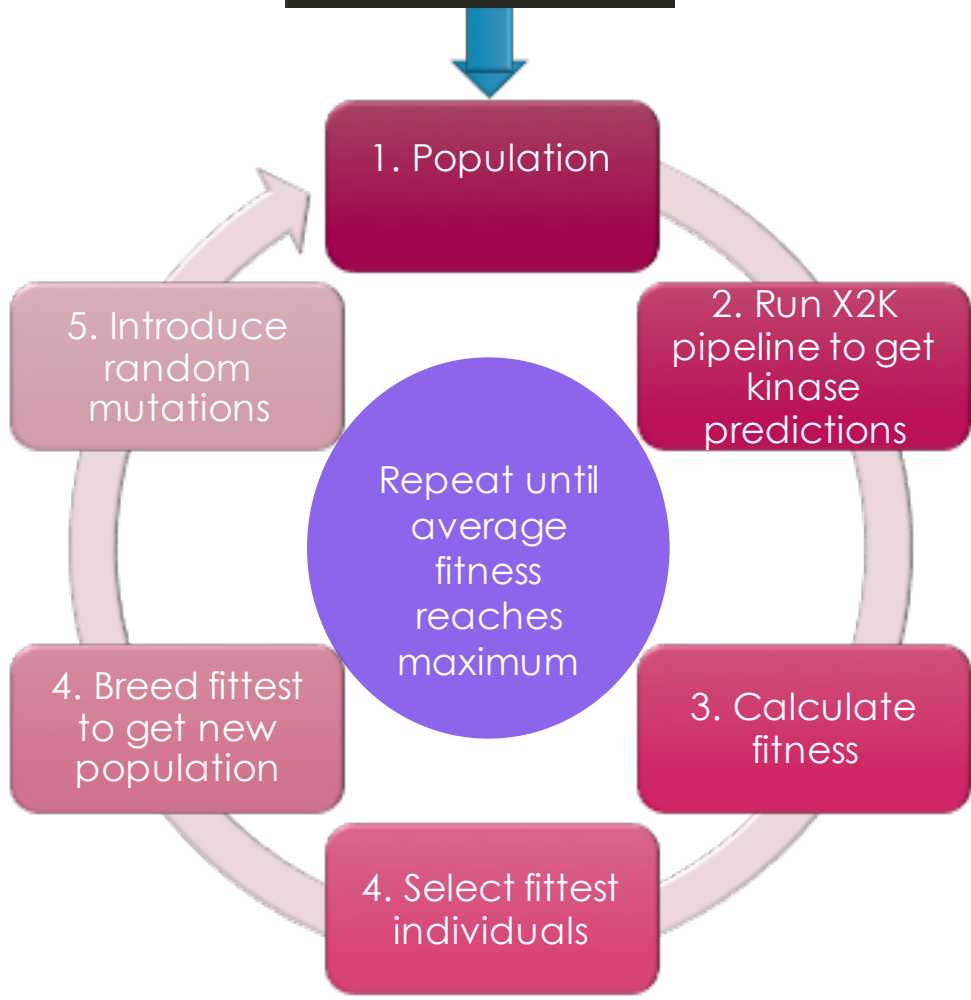 1. Population
2. Run X2K
pipeline to get
kinase
predictions
3. Calculate
fitness
4. Select fittest
individuals
4. Breed fittest
to get new
population
5. Introduce
random
mutations
Repeat until
average
fitness
reaches
maximum